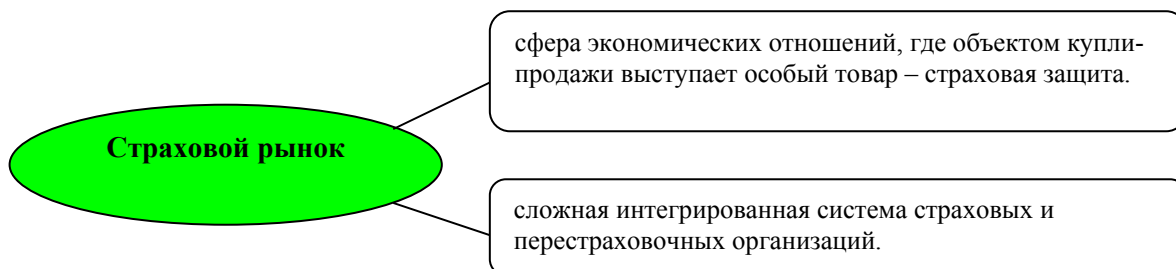 Страховой рынок
сфера экономических отношений, где объектом купли-
продажи выступает особый товар – страховая защита.
сложная интегрированная система страховых и
перестраховочных организаций.